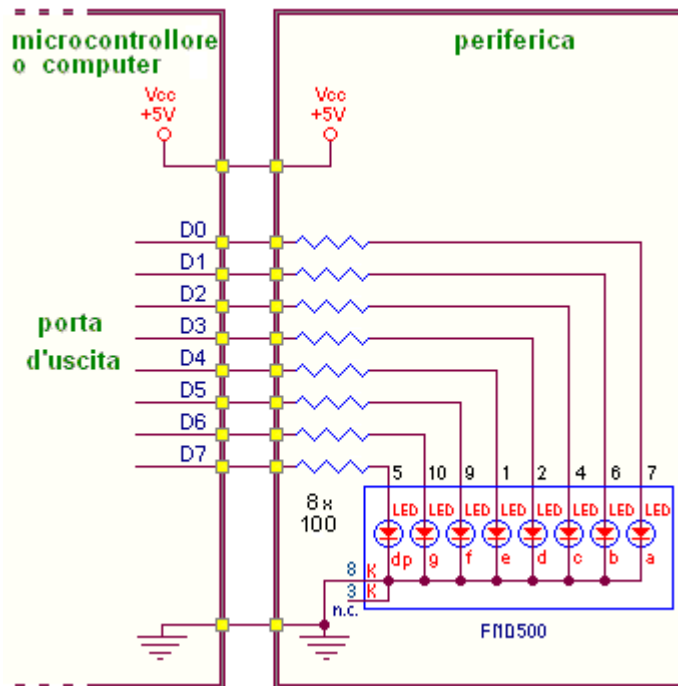 microcontrollore
o computer
periferica
Vcc
+5V
Vcc
+5V
D0
D1
D2
D3
D4
D5
D6
D7
porta
d'uscita
5 10 9 1 2 4 6 7
8 x
100
LED LED LED LED LED LED LED LED
dp g f e d c b a
8 K
3 K
n.c.
FND500